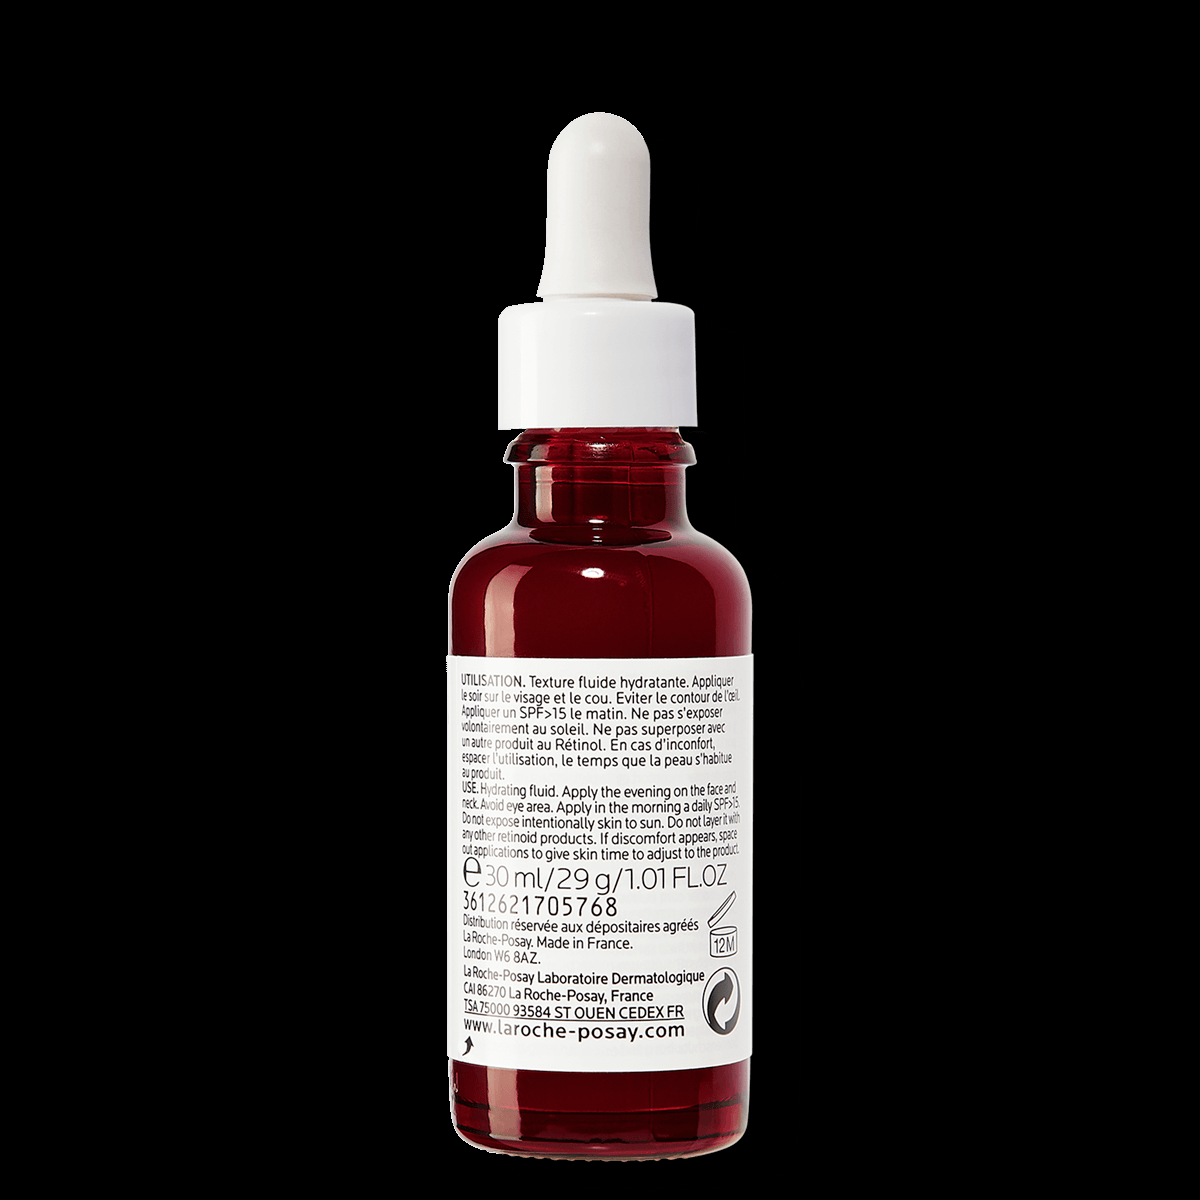 UTILISATION. Texture fluide hydratante. Appliquer
le soir sur le visage et le cou. Eviter le contour de l'œil.
Appliquer un SPF>15 le matin. Ne pas s'exposer
volontairement au soleil. Ne pas superposer avec
un autre produit au Rétinol. En cas d'inconfort,
espacer l'utilisation, le temps que la peau s'habitue
au produit.
USE. Hydrating fluid. Apply the evening on the face and
neck. Avoid eye area. Apply in the morning a daily SPF>15.
Do not expose intentionally skin to sun. Do not layer it with
any other retinoid products. If discomfort appears, space
out applications to give skin time to adjust to the product.
℮ 30 ml/29 g/1.01 FL.OZ
3612621705768
Distribution réservée aux dépositaires agréés
La Roche-Posay. Made in France.
London W6 8AZ.
12M
La Roche-Posay Laboratoire Dermatologique
CAI 86270 La Roche-Posay, France
TSA 75000 93584 ST OUEN CEDEX FR
www.laroche-posay.com